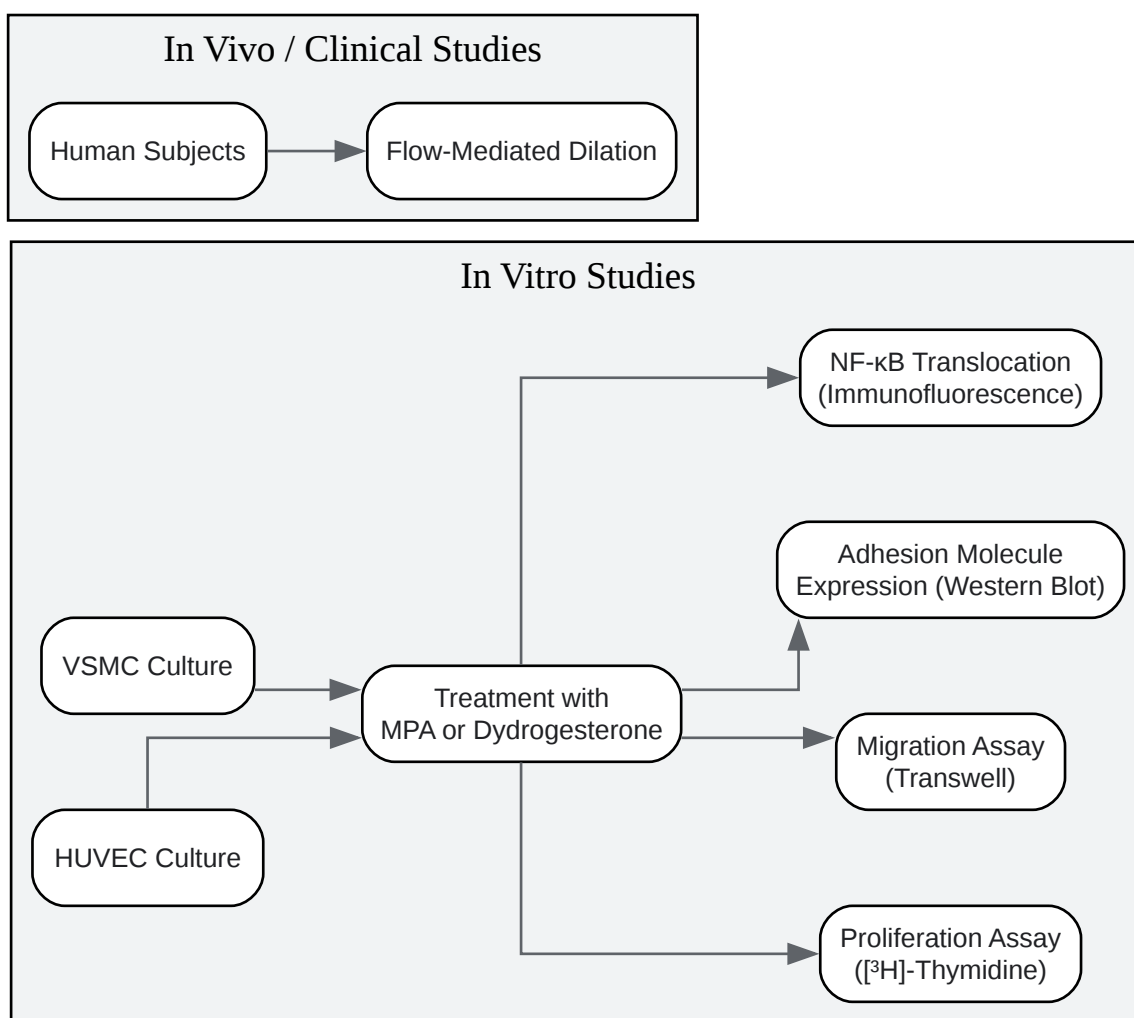 In Vivo / Clinical Studies
Human Subjects
Flow-Mediated Dilation
In Vitro Studies
NF-κB Translocation
(Immunofluorescence)
Adhesion Molecule
Expression (Western Blot)
VSMC Culture
Treatment with
MPA or Dydrogesterone
Migration Assay
(Transwell)
HUVEC Culture
Proliferation Assay
([³H]-Thymidine)